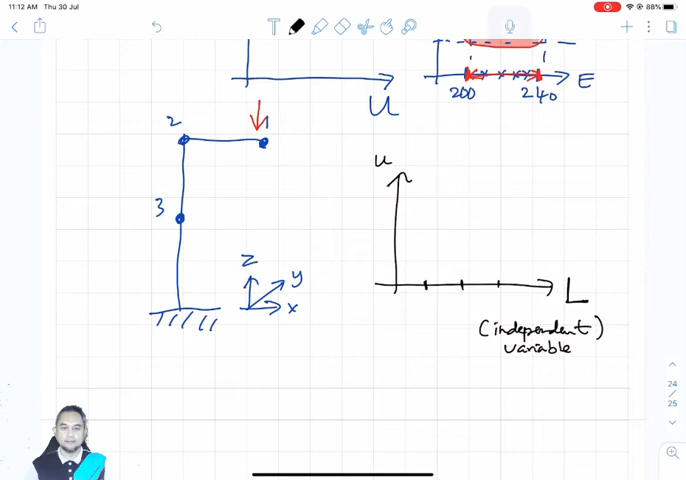 11:12 AM Thu 30 Jul
88%
T
U
E
200
240
2
1
u
3
z
y
x
L
(independent)
variable
24
25